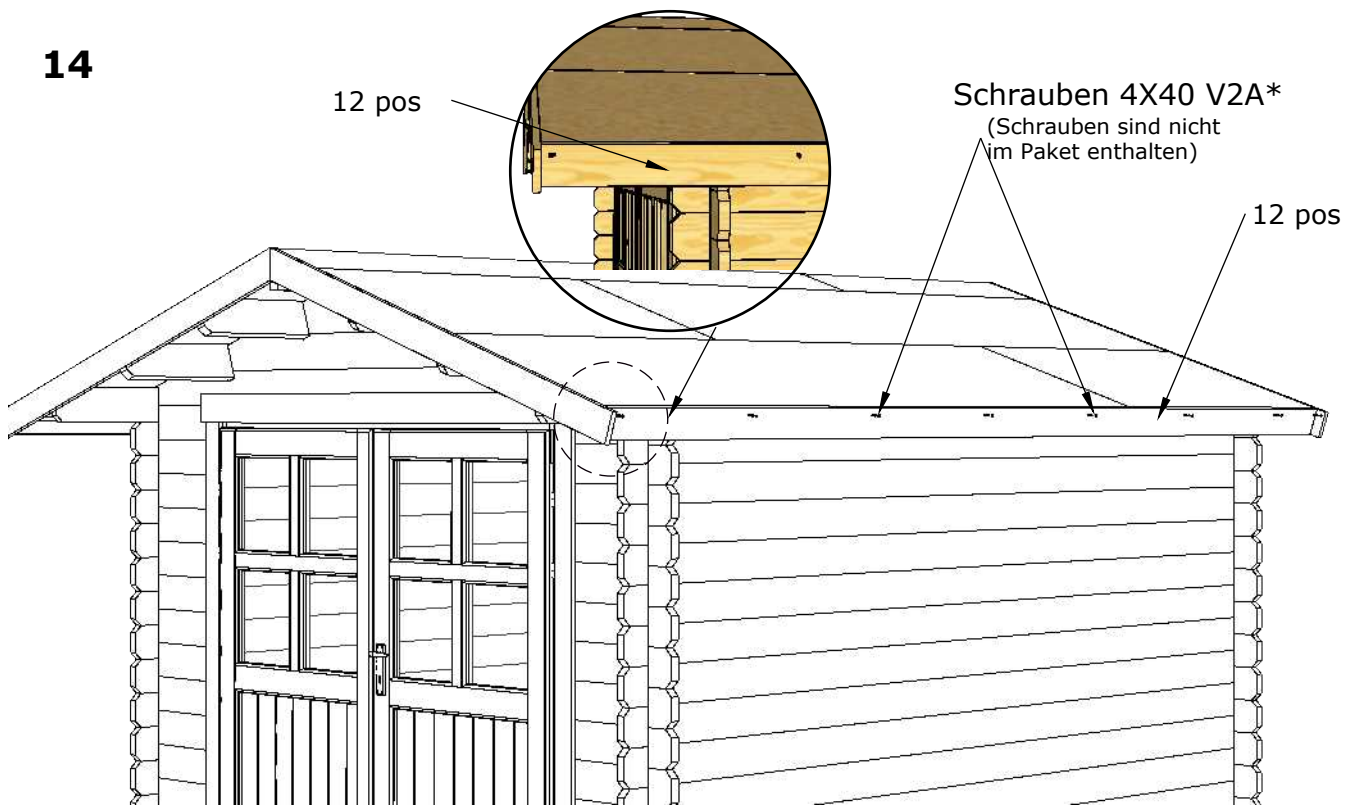 14
12 pos
Schrauben 4X40 V2A*
(Schrauben sind nicht
im Paket enthalten)
12 pos